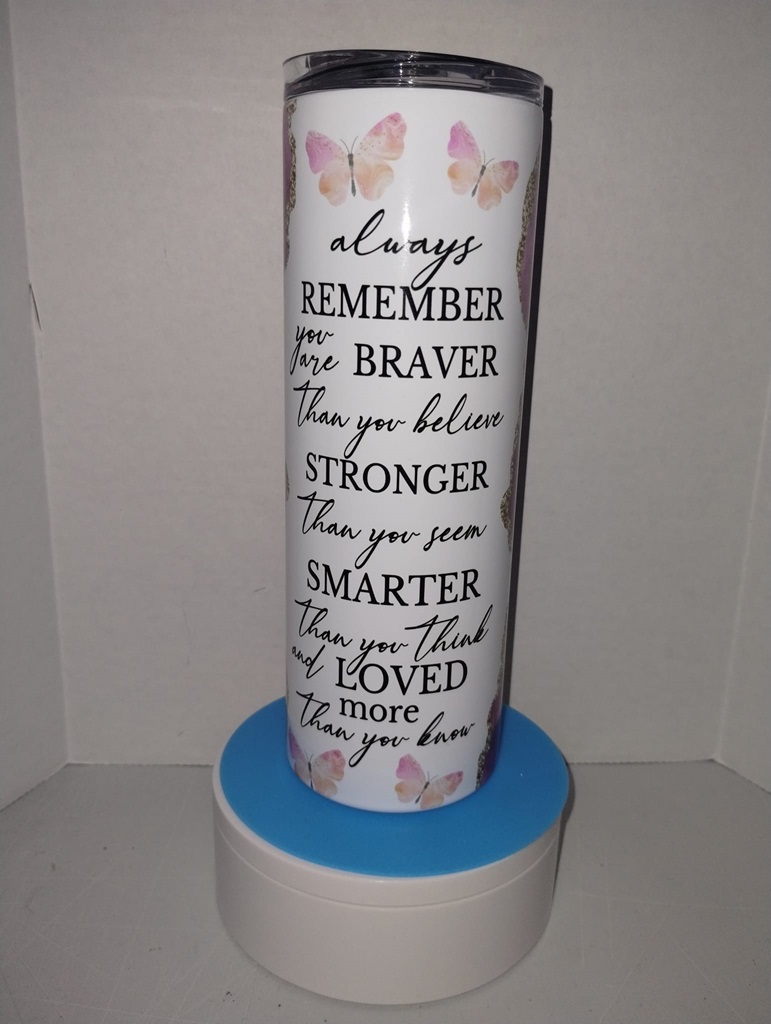 always
REMEMBER
you are BRAVER
than you believe
STRONGER
than you seem
SMARTER
than you think
and LOVED
more
than you know